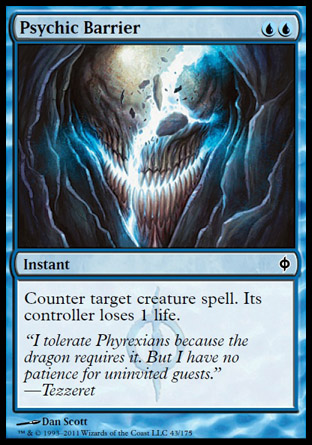 Psychic Barrier
Instant
Counter target creature spell. Its
controller loses 1 life.
“I tolerate Phyrexians because the
dragon requires it. But I have no
patience for uninvited guests.”
—Tezzeret
Dan Scott
™ & © 1993–2011 Wizards of the Coast LLC 43/175